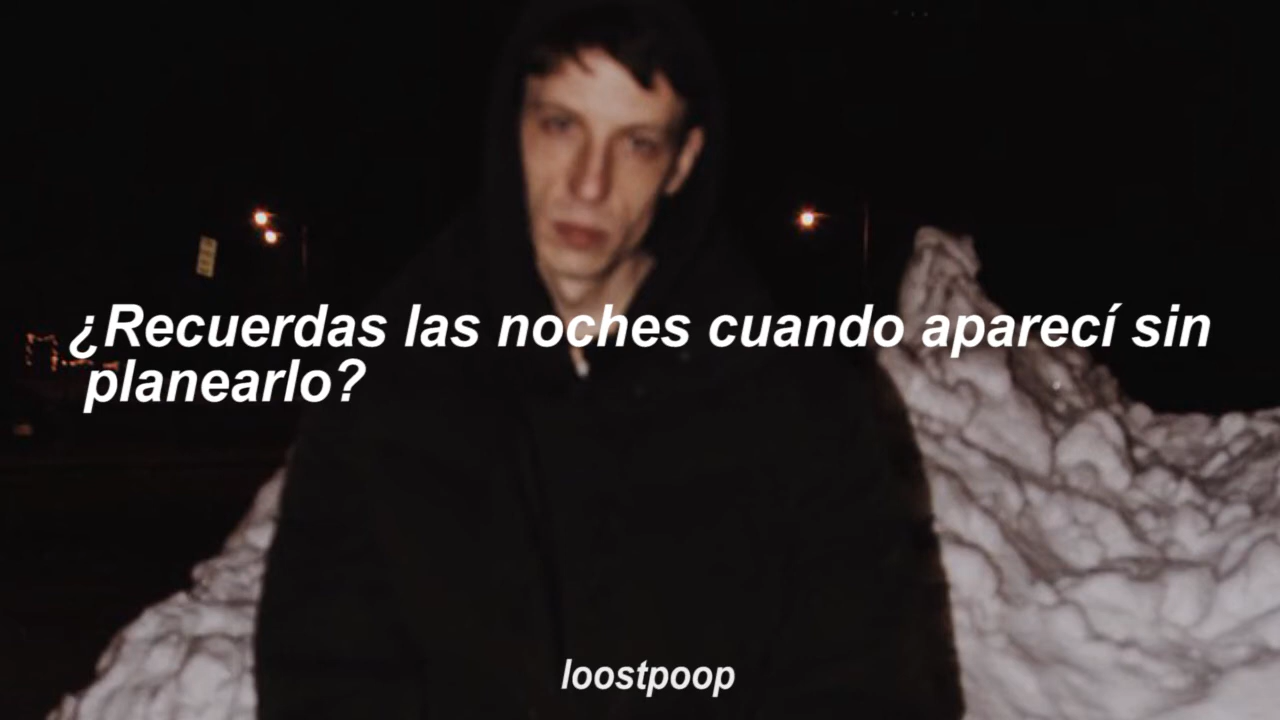 ¿Recuerdas las noches cuando aparecí sin
planearlo?
loostpoop